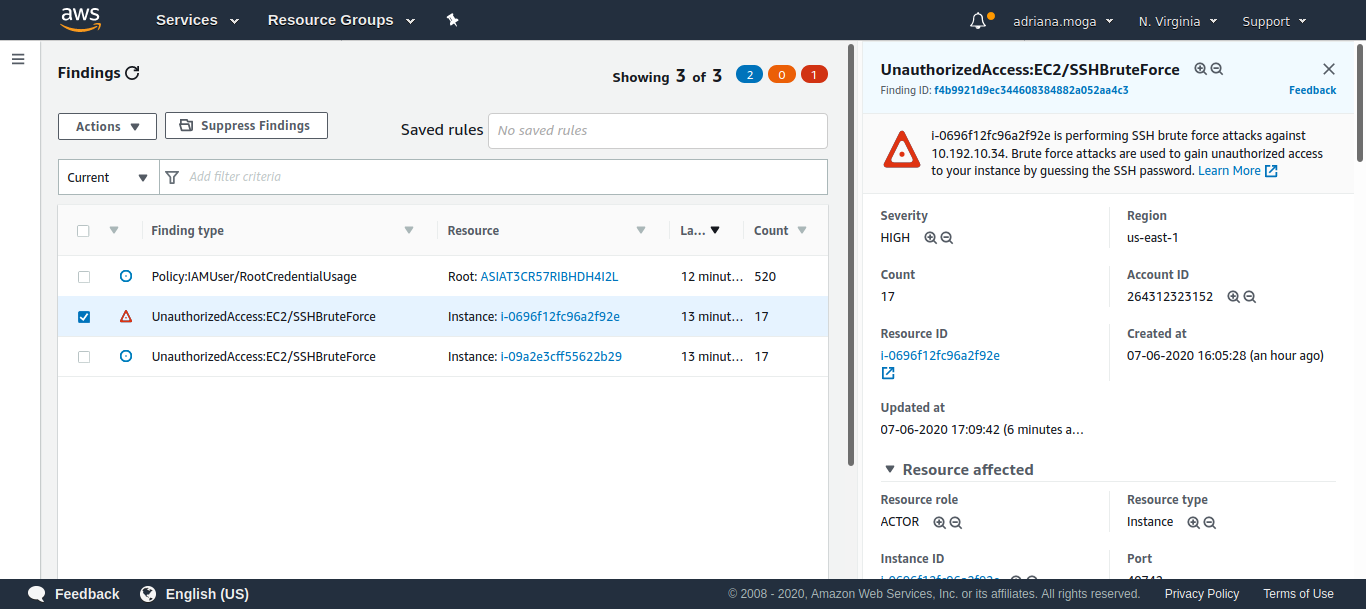 aws Services Resource Groups adriana.moga N. Virginia Support
Findings
Showing 3 of 3 2 0 1
Actions Suppress Findings Saved rules No saved rules
Current Add filter criteria
Finding type Resource La... Count
Policy:IAMUser/RootCredentialUsage Root: ASIAT3CR57RIBHDH4I2L 12 minut... 520
UnauthorizedAccess:EC2/SSHBruteForce Instance: i-0696f12fc96a2f92e 13 minut... 17
UnauthorizedAccess:EC2/SSHBruteForce Instance: i-09a2e3cff55622b29 13 minut... 17
UnauthorizedAccess:EC2/SSHBruteForce
Finding ID: f4b9921d9ec344608384882a052aa4c3 Feedback
i-0696f12fc96a2f92e is performing SSH brute force attacks against
10.192.10.34. Brute force attacks are used to gain unauthorized access
to your instance by guessing the SSH password. Learn More
Severity Region
HIGH us-east-1
Count Account ID
17 264312323152
Resource ID Created at
i-0696f12fc96a2f92e 07-06-2020 16:05:28 (an hour ago)
Updated at
07-06-2020 17:09:42 (6 minutes a...
Resource affected
Resource role Resource type
ACTOR Instance
Instance ID Port
Feedback English (US) © 2008 - 2020, Amazon Web Services, Inc. or its affiliates. All rights reserved. Privacy Policy Terms of Use